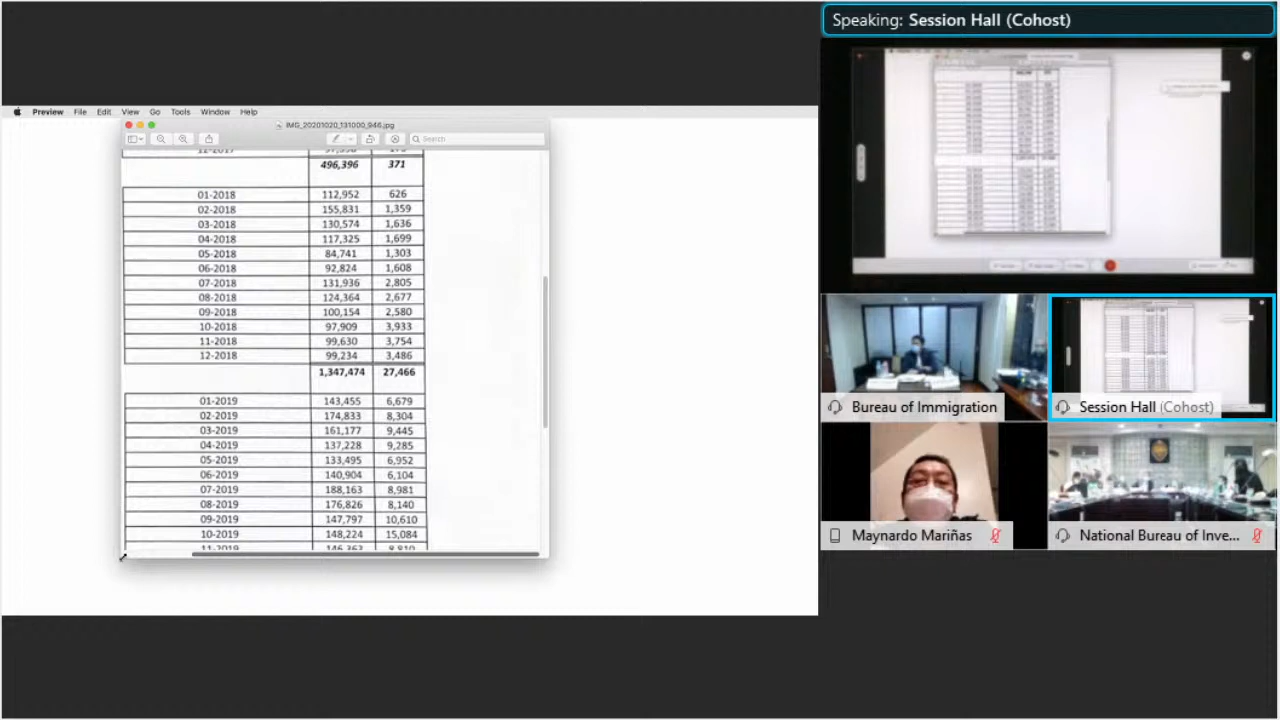 Speaking: Session Hall (Cohost)
Preview File Edit View Go Tools Window Help
IMG_20201020_131000_946.jpg
Search
496,396 371
01-2018 112,952 626
02-2018 155,831 1,359
03-2018 130,574 1,636
04-2018 117,325 1,699
05-2018 84,741 1,303
06-2018 92,824 1,608
07-2018 131,936 2,805
08-2018 124,364 2,677
09-2018 100,154 2,580
10-2018 97,909 3,933
11-2018 99,630 3,754
12-2018 99,234 3,486
1,347,474 27,466
01-2019 143,455 6,679
02-2019 174,833 8,304
03-2019 161,177 9,445
04-2019 137,228 9,285
05-2019 133,495 6,952
06-2019 140,904 6,104
07-2019 188,163 8,981
08-2019 176,826 8,140
09-2019 147,797 10,610
10-2019 148,224 15,084
11-2019 146,363 8,810
Bureau of Immigration
Session Hall (Cohost)
Maynardo Mariñas
National Bureau of Inve...